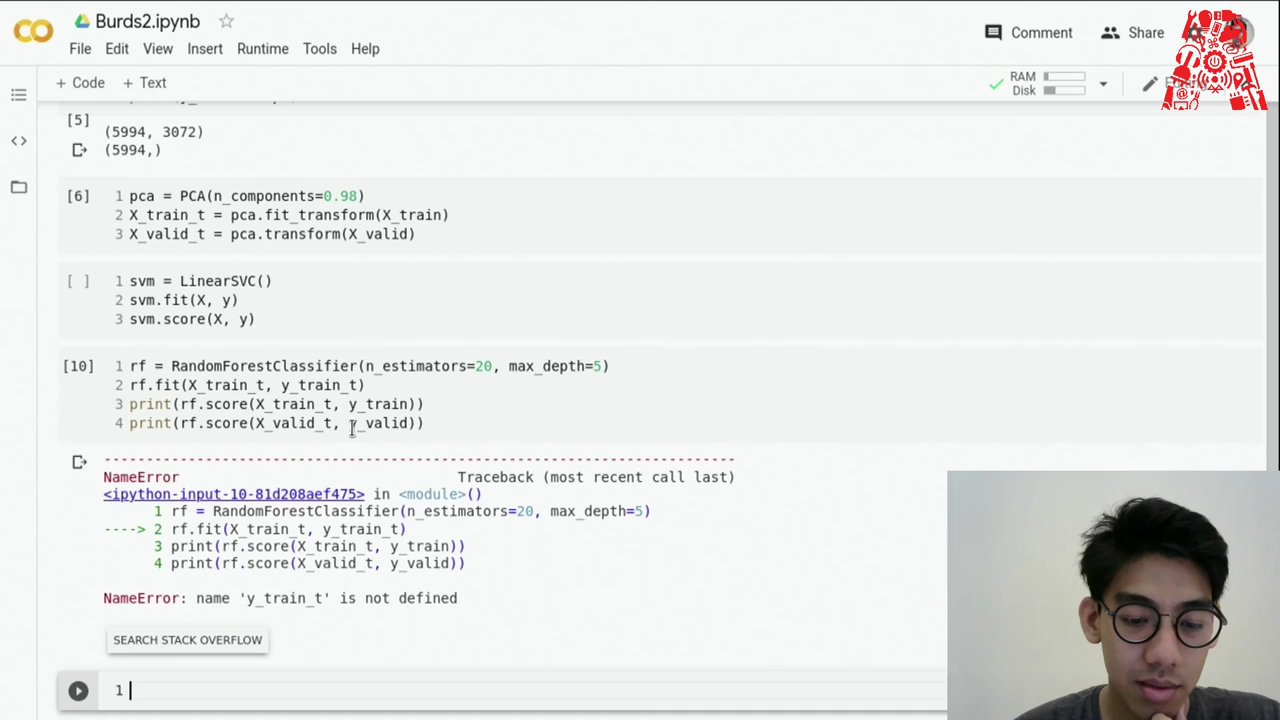 Burds2.ipynb
File Edit View Insert Runtime Tools Help
Comment Share
+ Code + Text
RAM
Disk
[5]
(5994, 3072)
(5994,)
[6] 1 pca = PCA(n_components=0.98)
2 X_train_t = pca.fit_transform(X_train)
3 X_valid_t = pca.transform(X_valid)
[ ] 1 svm = LinearSVC()
2 svm.fit(X, y)
3 svm.score(X, y)
[10] 1 rf = RandomForestClassifier(n_estimators=20, max_depth=5)
2 rf.fit(X_train_t, y_train_t)
3 print(rf.score(X_train_t, y_train))
4 print(rf.score(X_valid_t, y_valid))
---------------------------------------------------------------------------
NameError Traceback (most recent call last)
<ipython-input-10-81d208aef475> in <module>()
1 rf = RandomForestClassifier(n_estimators=20, max_depth=5)
----> 2 rf.fit(X_train_t, y_train_t)
3 print(rf.score(X_train_t, y_train))
4 print(rf.score(X_valid_t, y_valid))
NameError: name 'y_train_t' is not defined
SEARCH STACK OVERFLOW
1